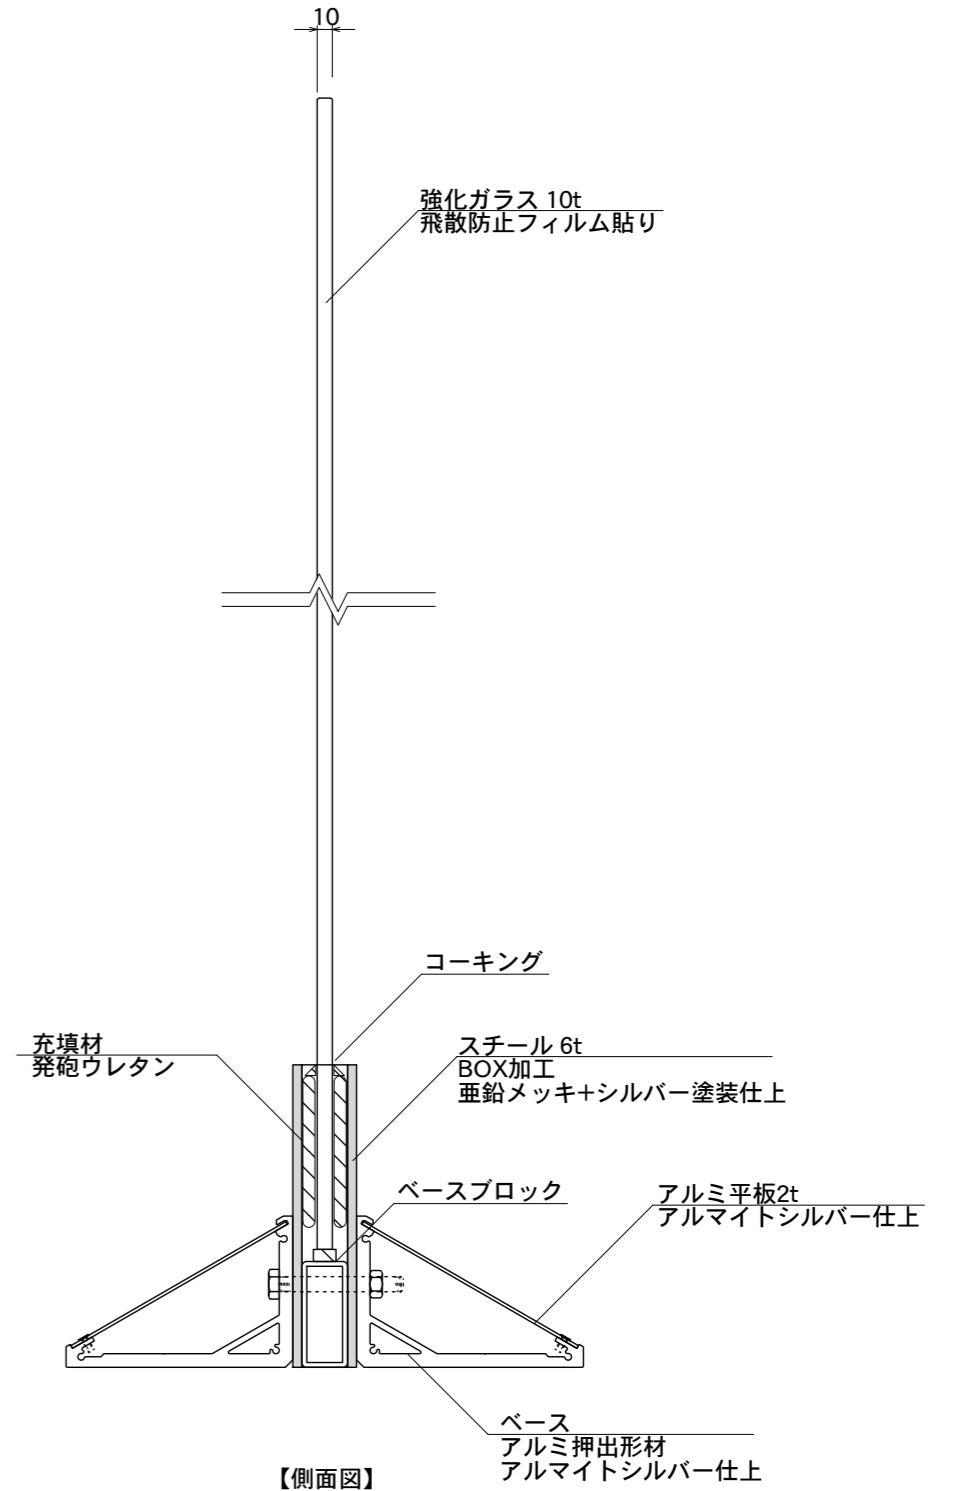 10
強化ガラス 10t
飛散防止フィルム貼り
コーキング
充填材
発砲ウレタン
スチール 6t
BOX加工
亜鉛メッキ+シルバー塗装仕上
ベースブロック
アルミ平板2t
アルマイトシルバー仕上
ベース
アルミ押出形材
アルマイトシルバー仕上
【側面図】